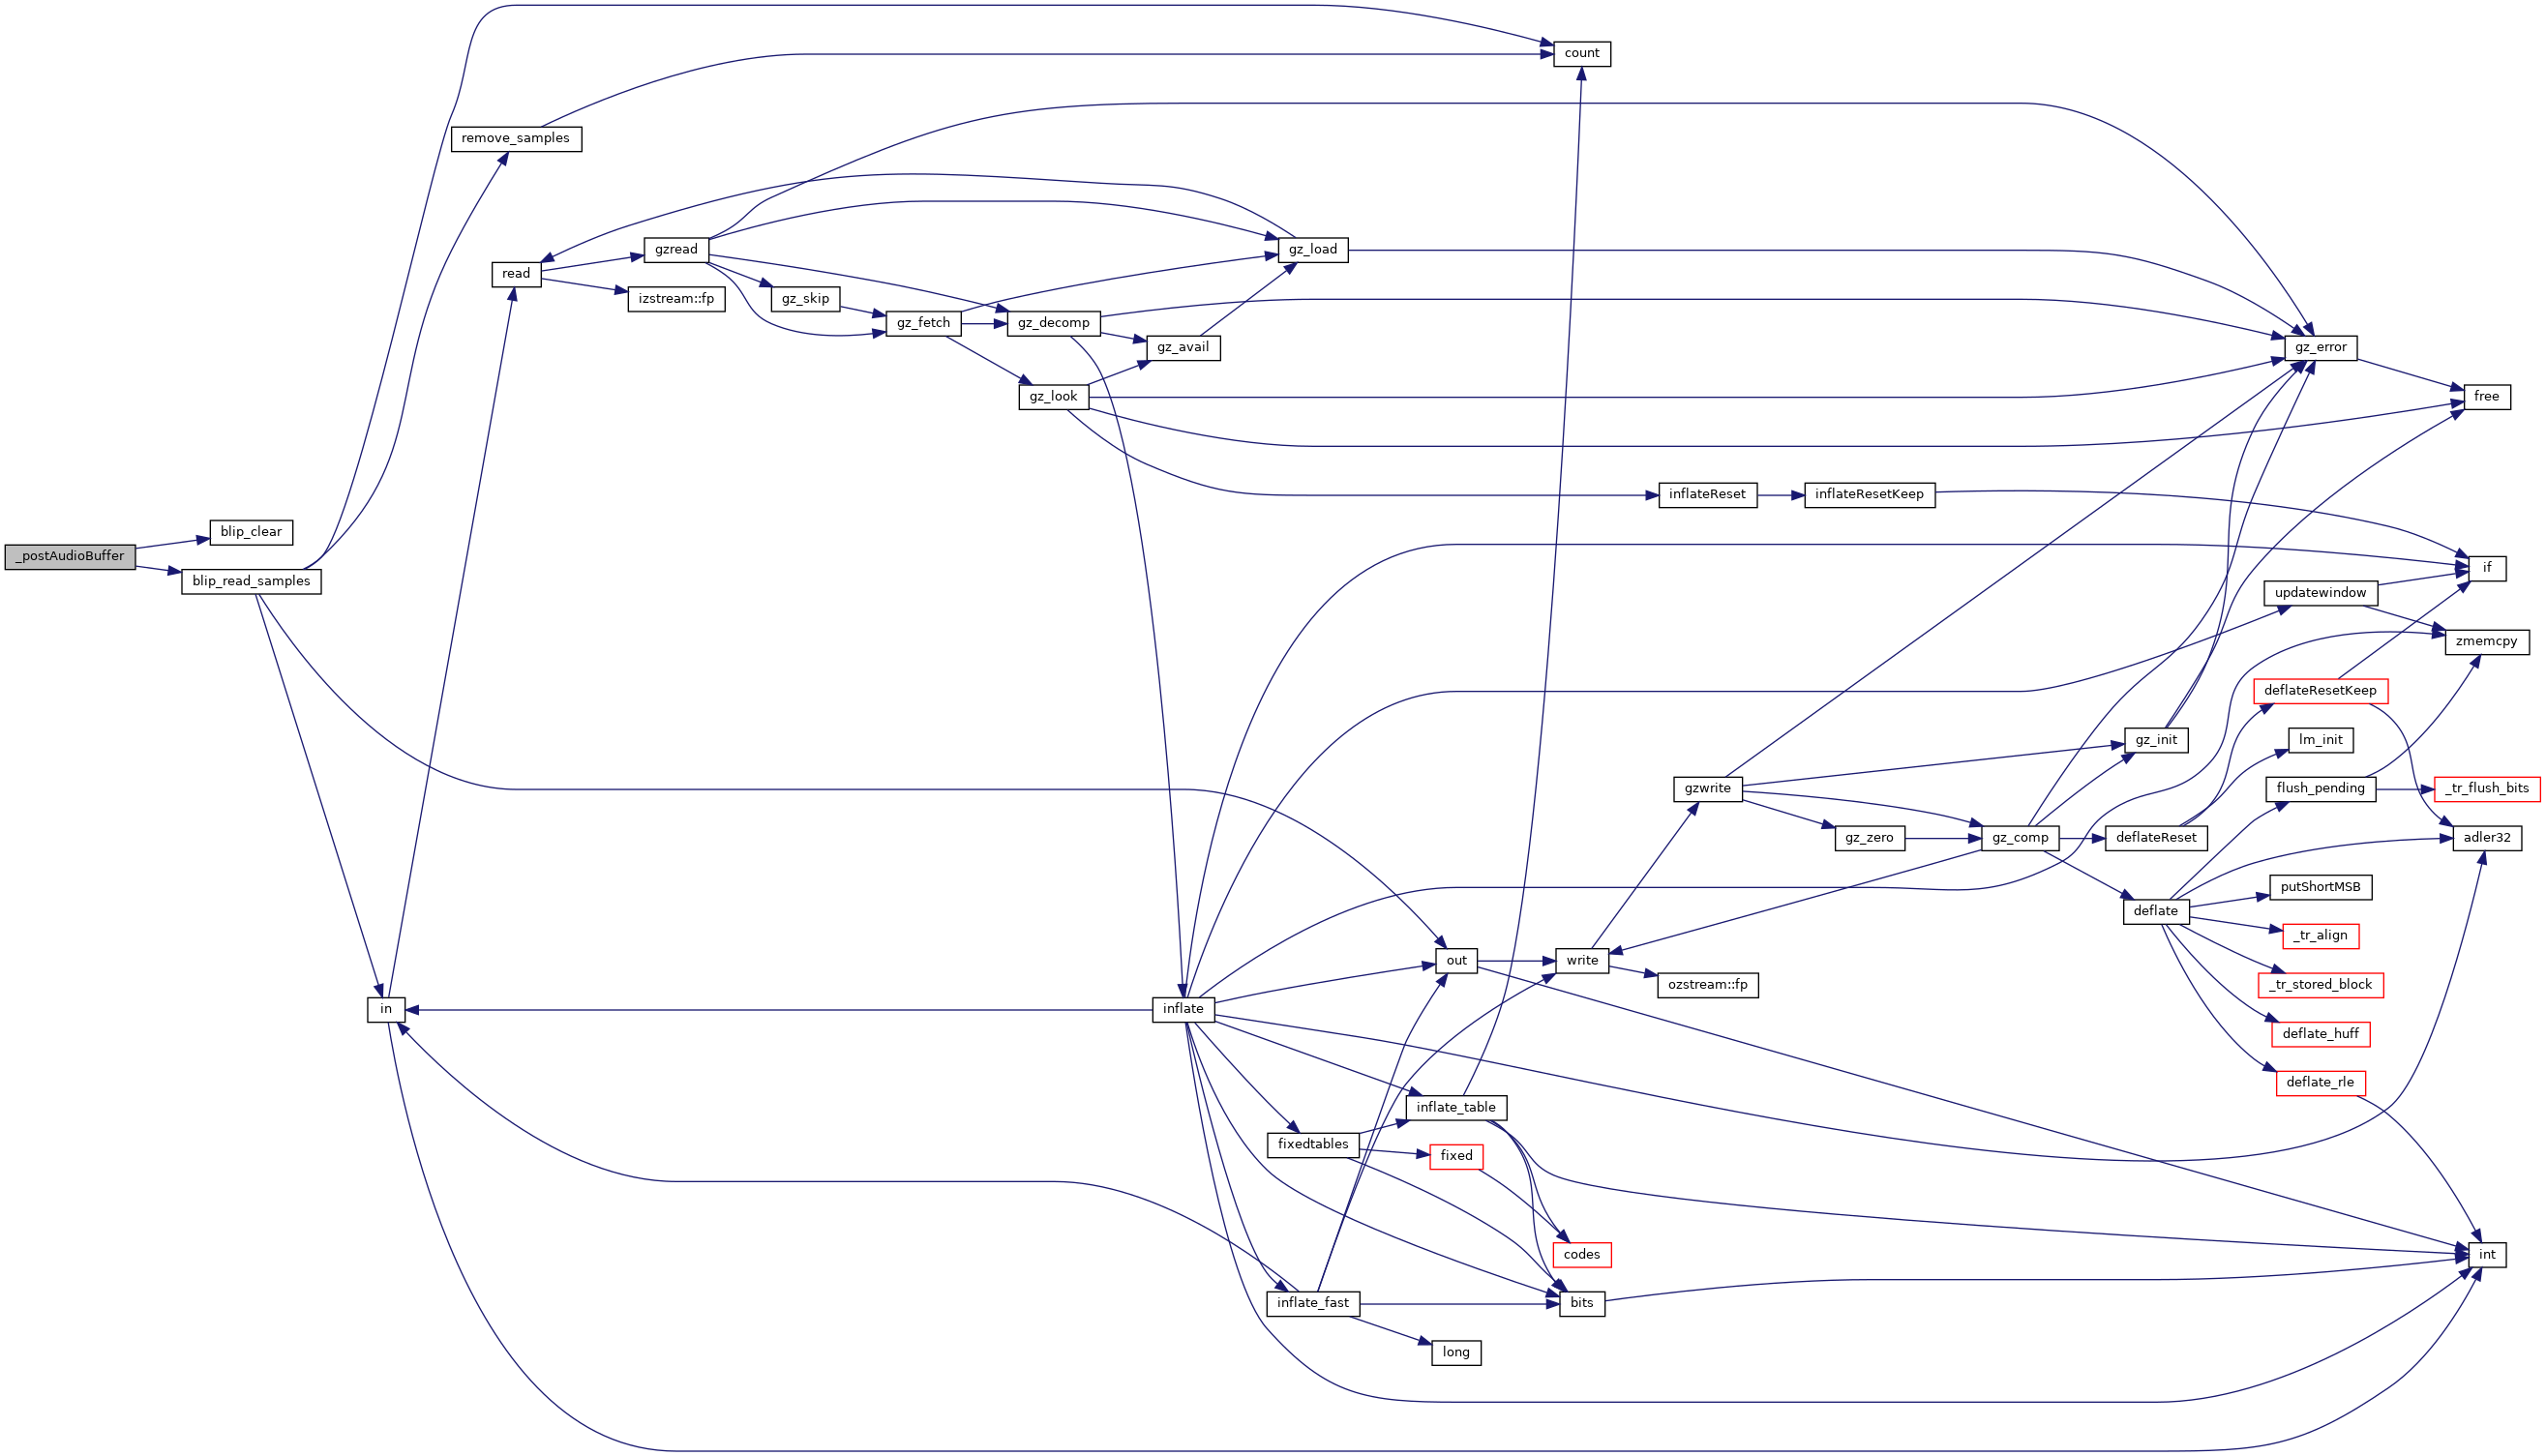 count
remove_samples
gzread
gz_load
read
izstream::fp
gz_skip
gz_fetch
gz_decomp
gz_avail
gz_error
gz_look
free
inflateReset
inflateResetKeep
blip_clear
_postAudioBuffer
blip_read_samples
if
updatewindow
zmemcpy
deflateResetKeep
gz_init
lm_init
gzwrite
flush_pending
_tr_flush_bits
gz_zero
gz_comp
deflateReset
adler32
putShortMSB
deflate
_tr_align
out
write
ozstream::fp
_tr_stored_block
in
inflate
deflate_huff
deflate_rle
inflate_table
fixedtables
fixed
codes
int
inflate_fast
bits
long